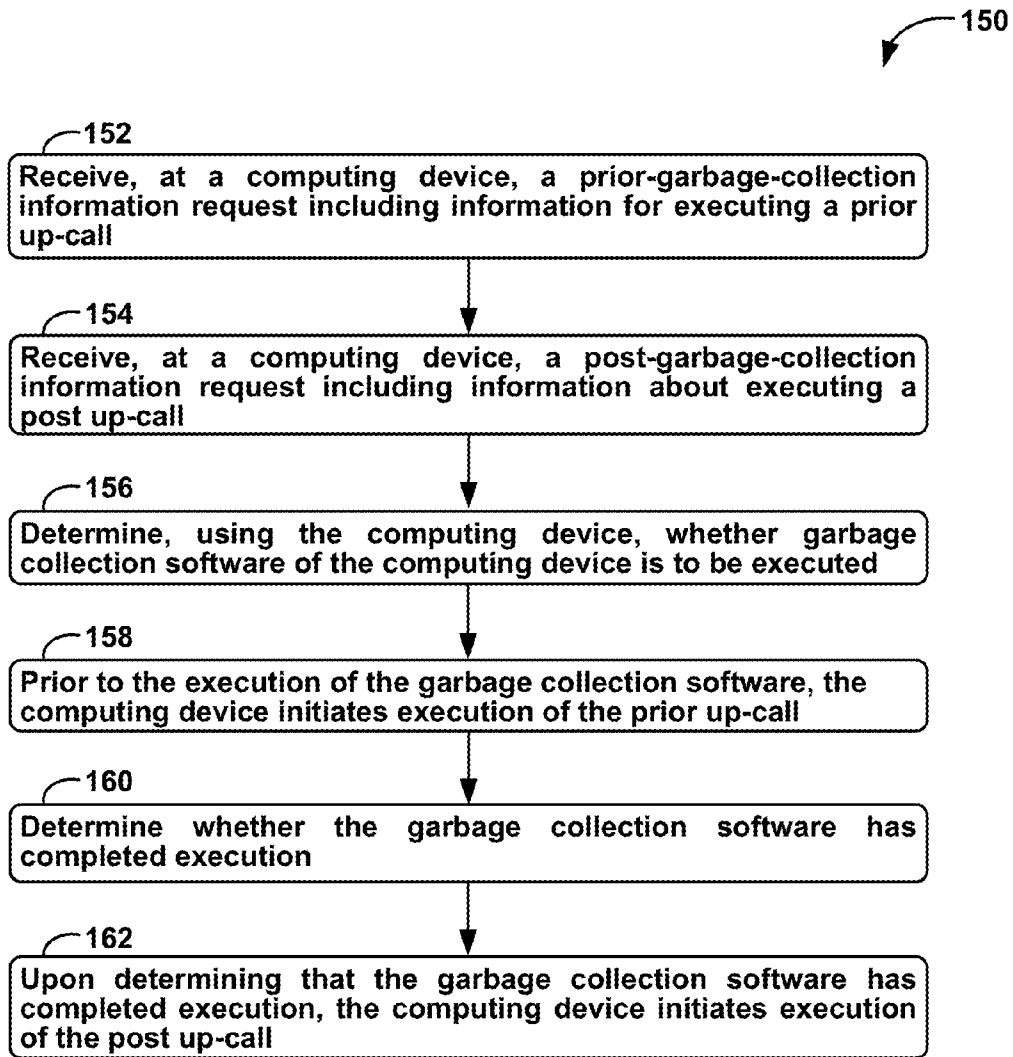 150
152
Receive, at a computing device, a prior-garbage-collection
information request including information for executing a prior
up-call
154
Receive, at a computing device, a post-garbage-collection
information request including information about executing a
post up-call
156
Determine, using the computing device, whether garbage
collection software of the computing device is to be executed
158
Prior to the execution of the garbage collection software, the
computing device initiates execution of the prior up-call
160
Determine whether the garbage collection software has
completed execution
162
Upon determining that the garbage collection software has
completed execution, the computing device initiates execution
of the post up-call